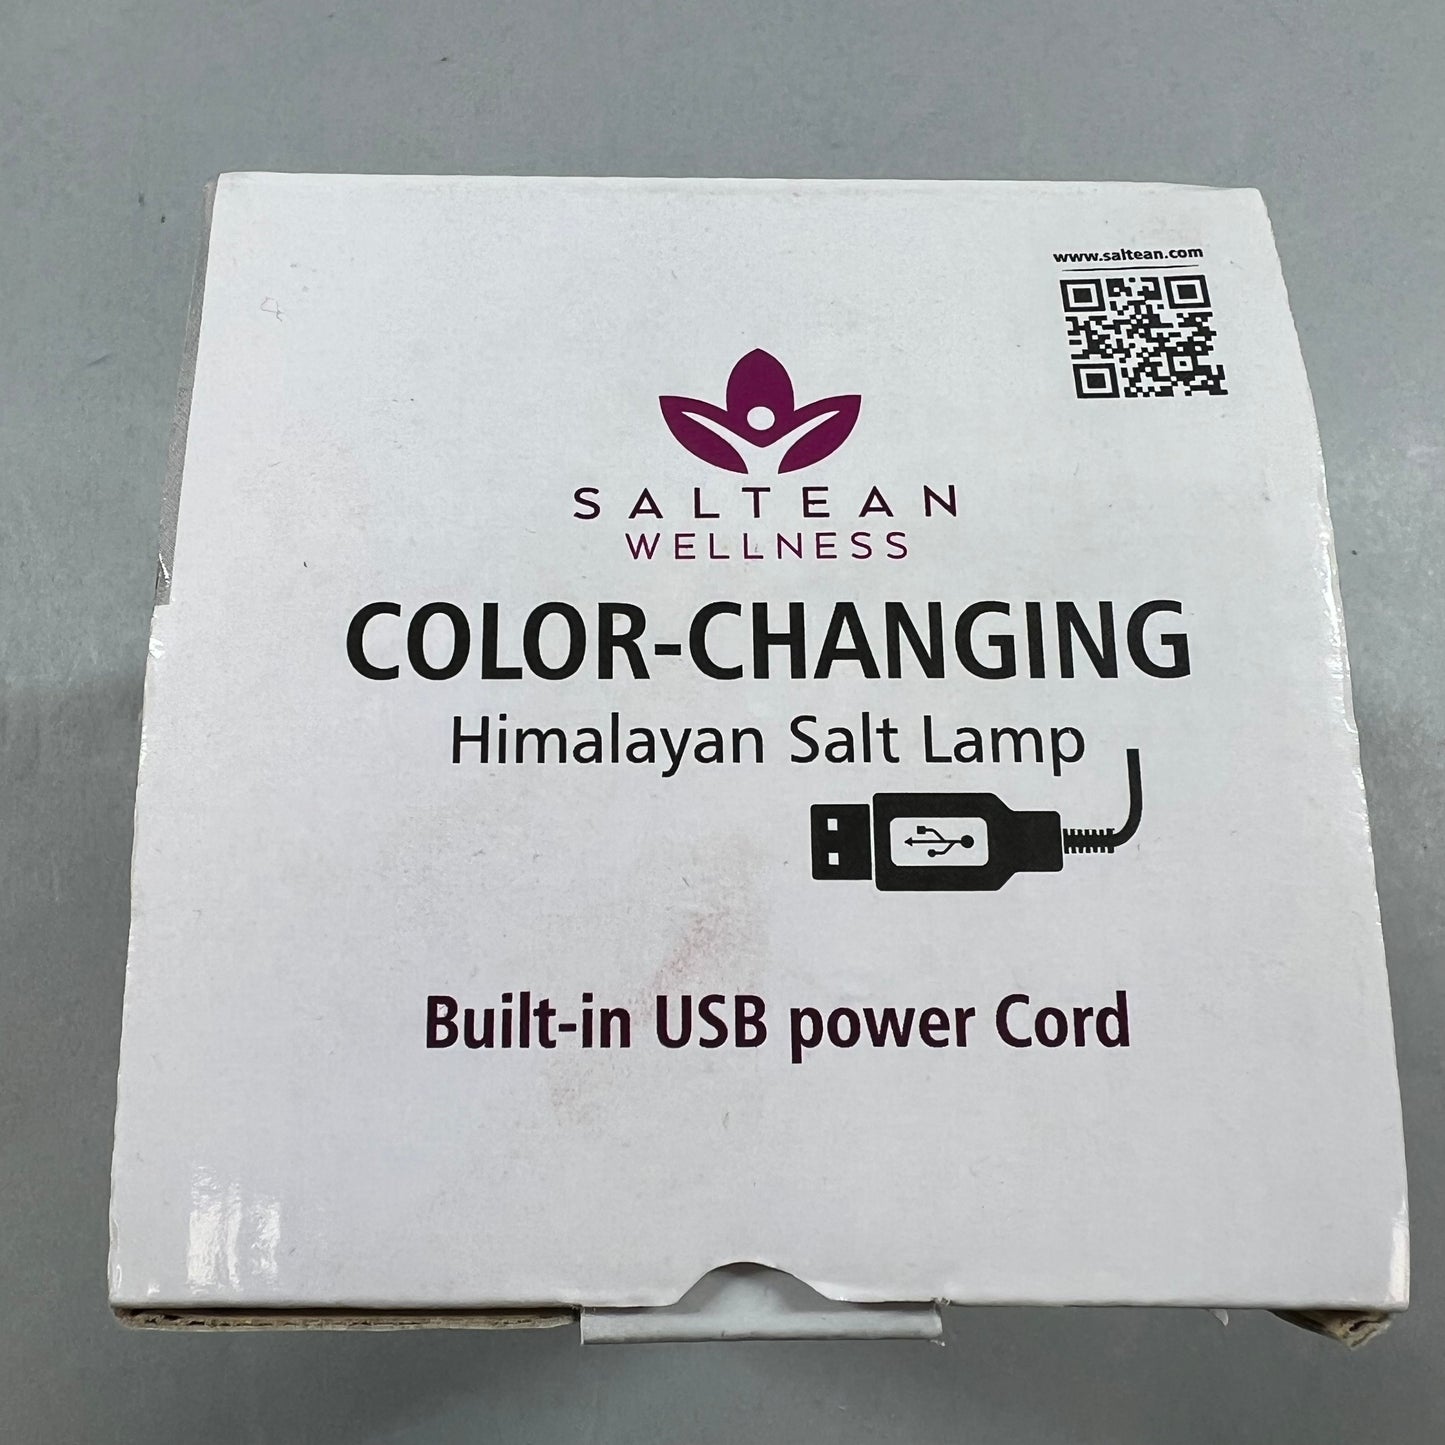 www.saltean.com
SALTEAN
WELLNESS
COLOR-CHANGING
Himalayan Salt Lamp
Built-in USB power Cord